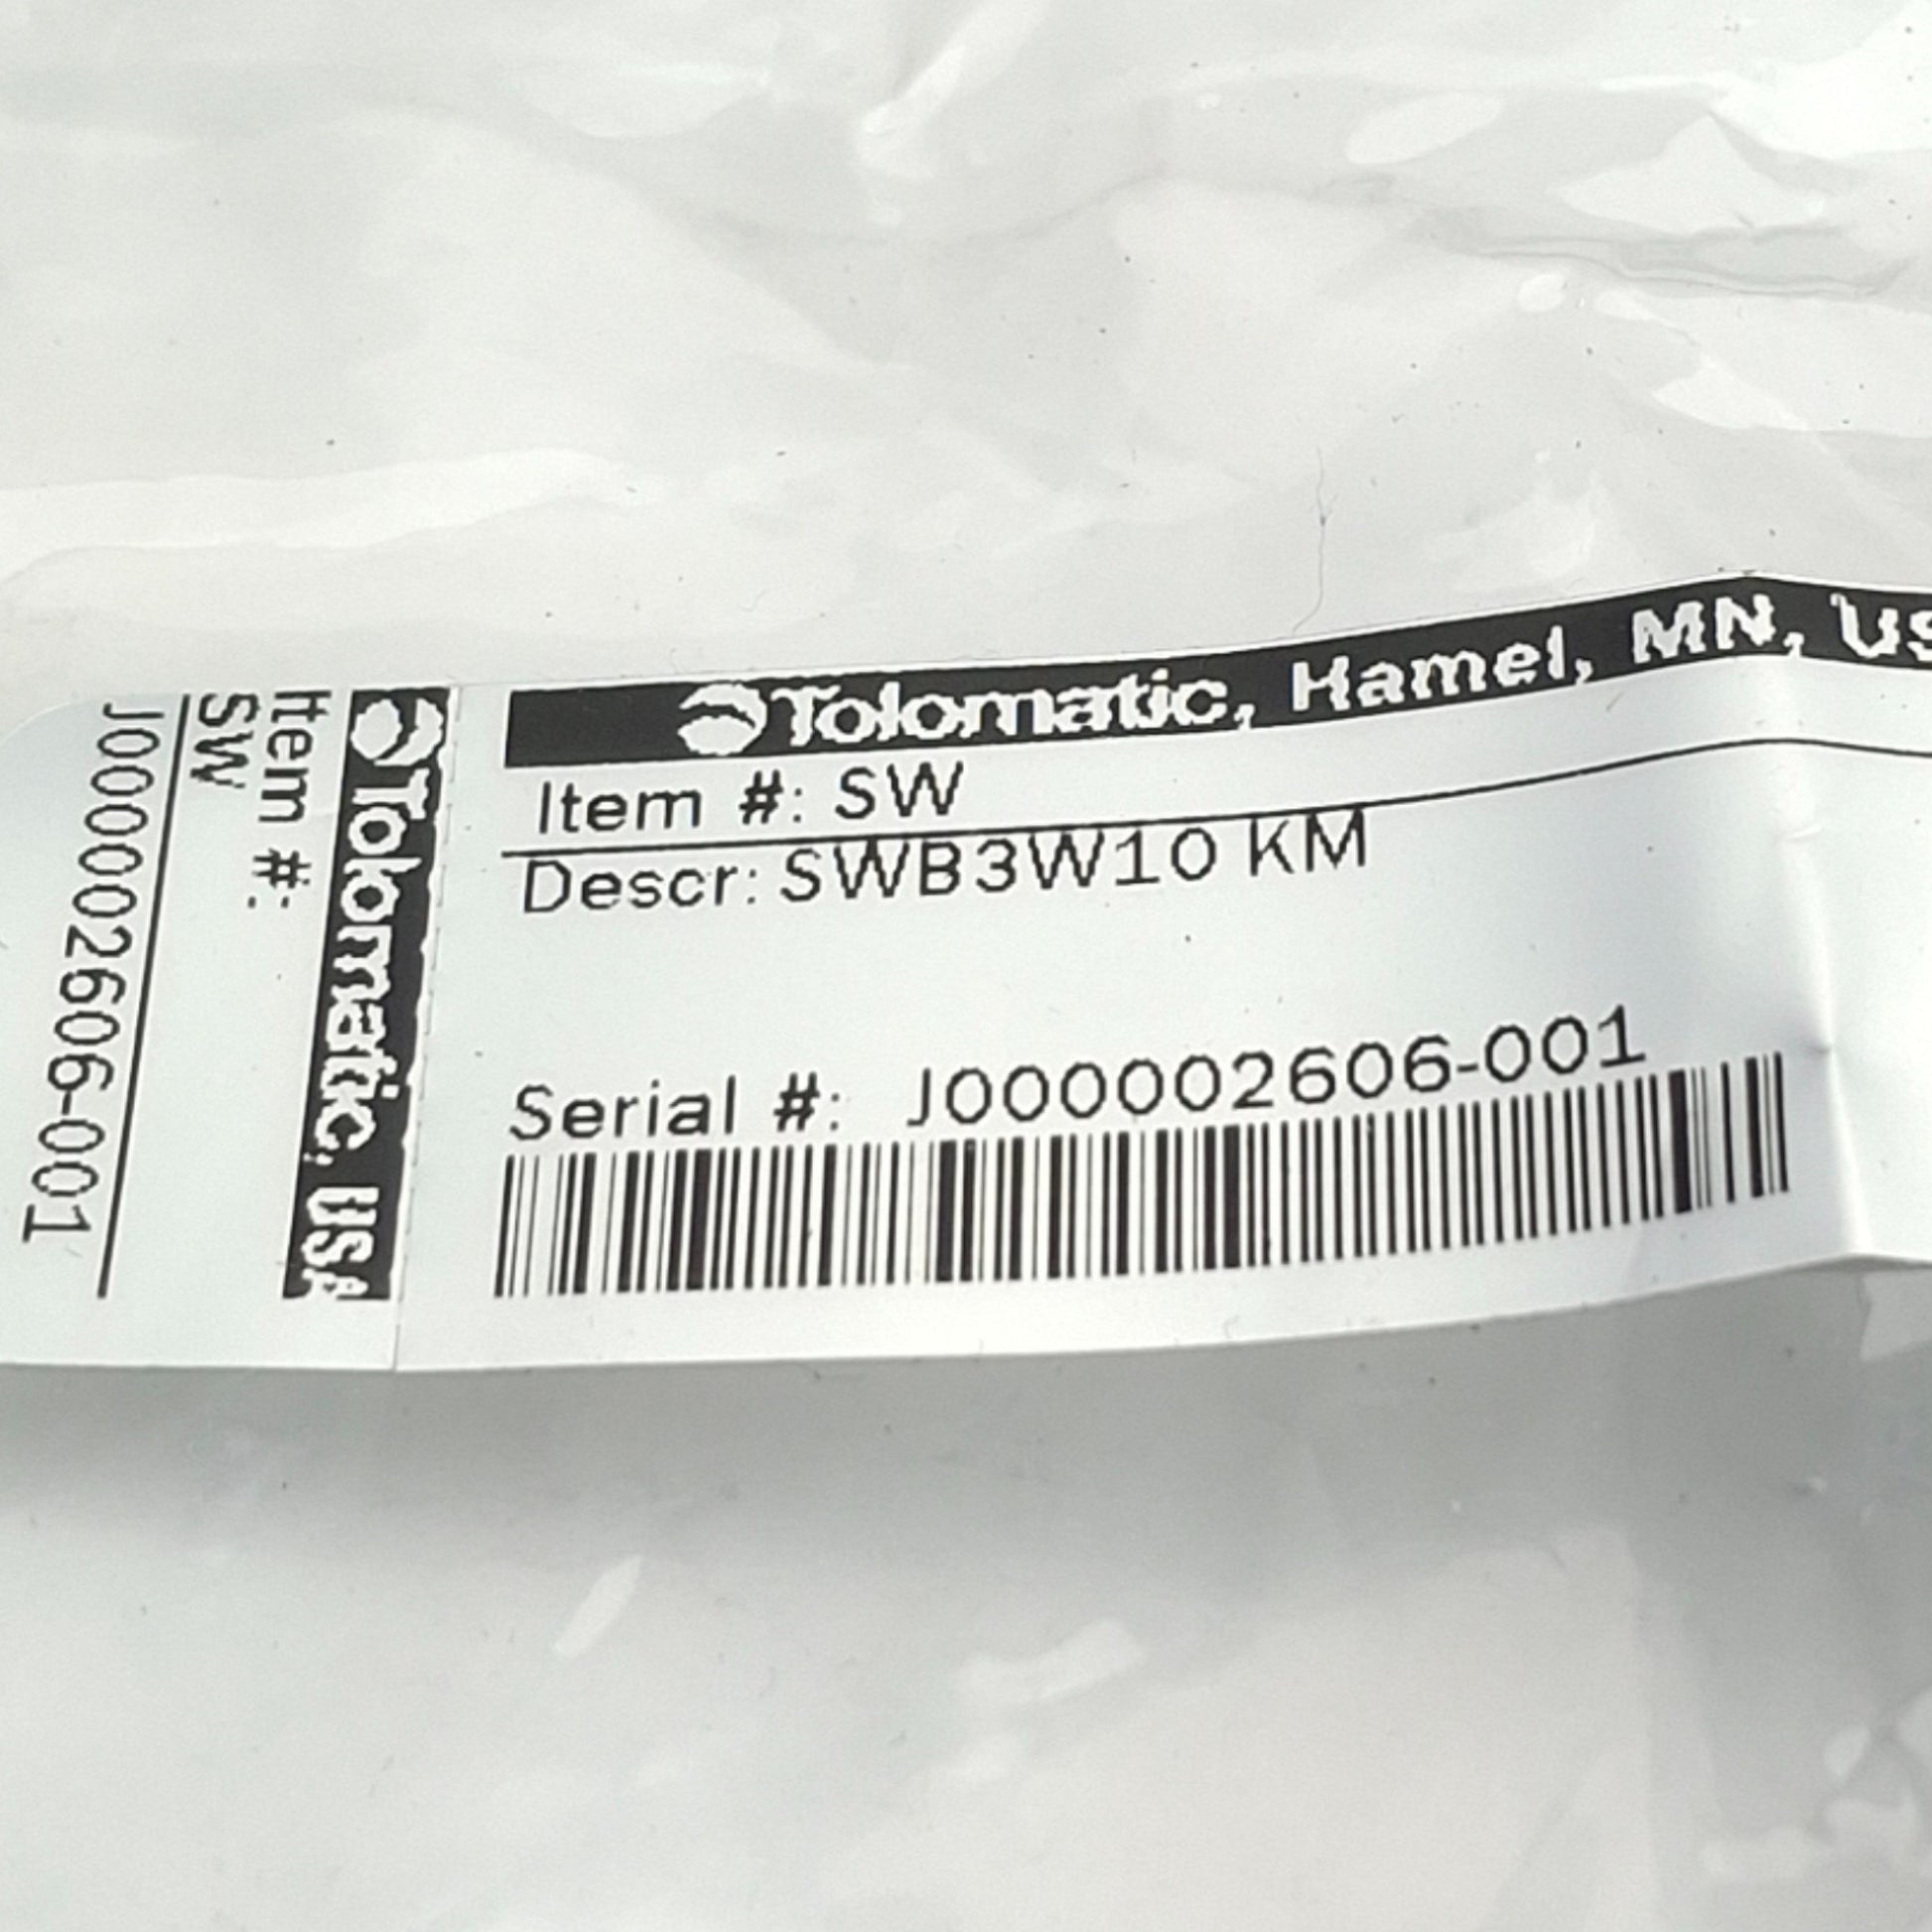 Tolomatic, Hamel, MN, US
Item #: SW
Descr: SWB3W10 KM
Serial #: J000002606-001
Tolomatic, USA
Item #:
SW
J000002606-001